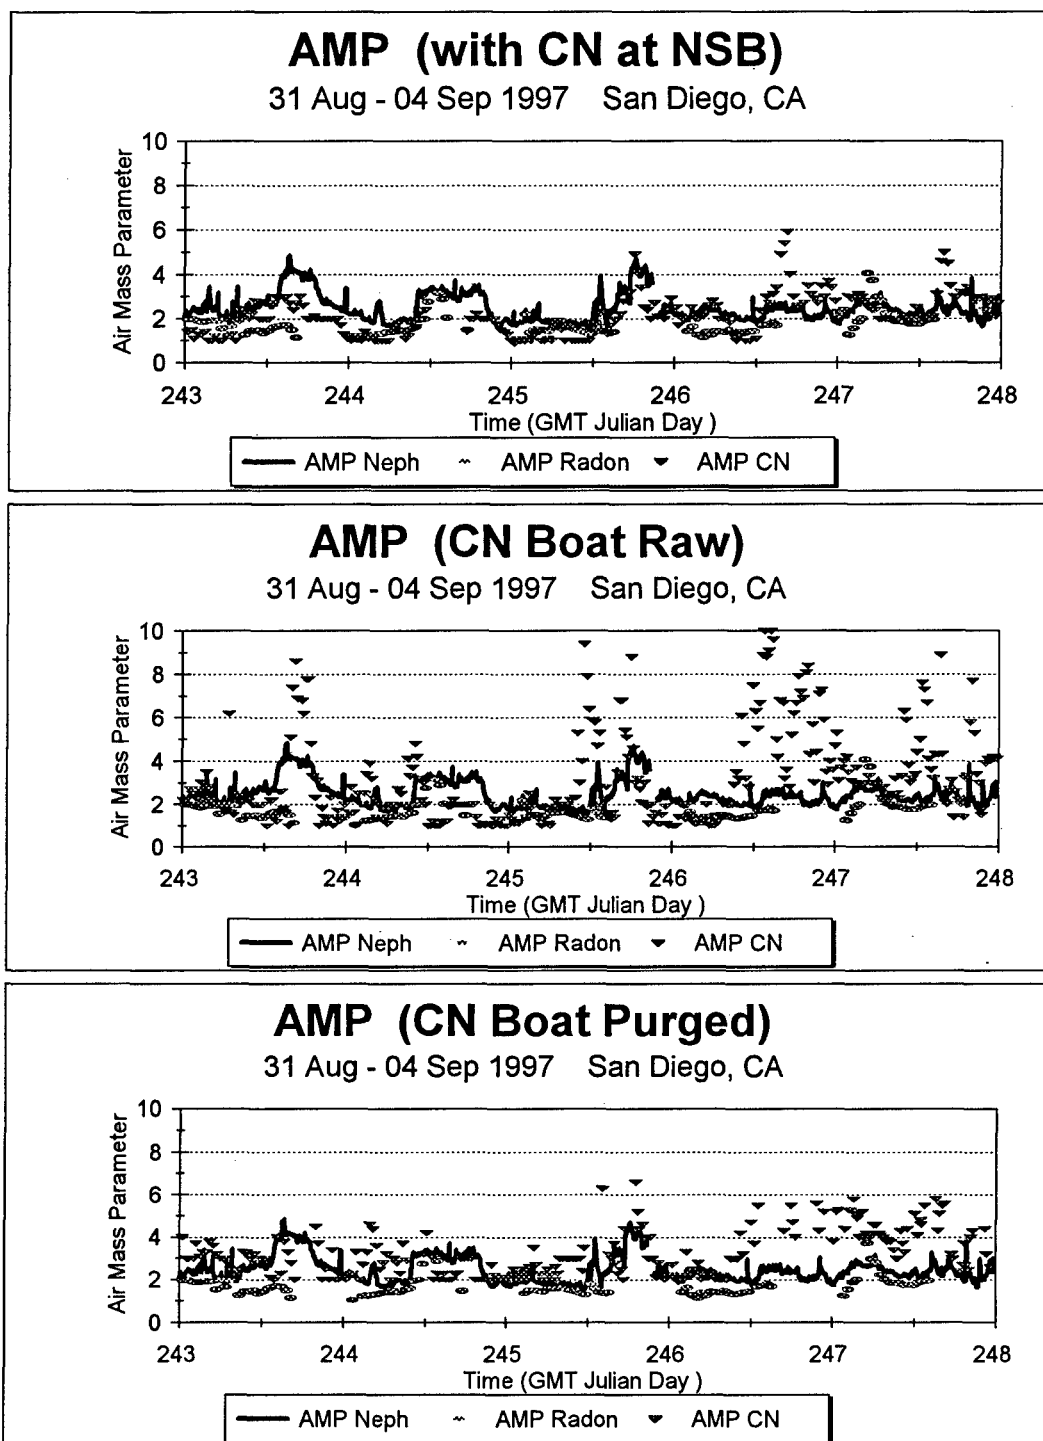 AMP (with CN at NSB)
31 Aug - 04 Sep 1997 San Diego, CA
Air Mass Parameter
10
8
6
4
2
0
243 244 245 246 247 248
Time (GMT Julian Day )
AMP Neph AMP Radon AMP CN
AMP (CN Boat Raw)
31 Aug - 04 Sep 1997 San Diego, CA
Air Mass Parameter
10
8
6
4
2
0
243 244 245 246 247 248
Time (GMT Julian Day )
AMP Neph AMP Radon AMP CN
AMP (CN Boat Purged)
31 Aug - 04 Sep 1997 San Diego, CA
Air Mass Parameter
10
8
6
4
2
0
243 244 245 246 247 248
Time (GMT Julian Day )
AMP Neph AMP Radon AMP CN